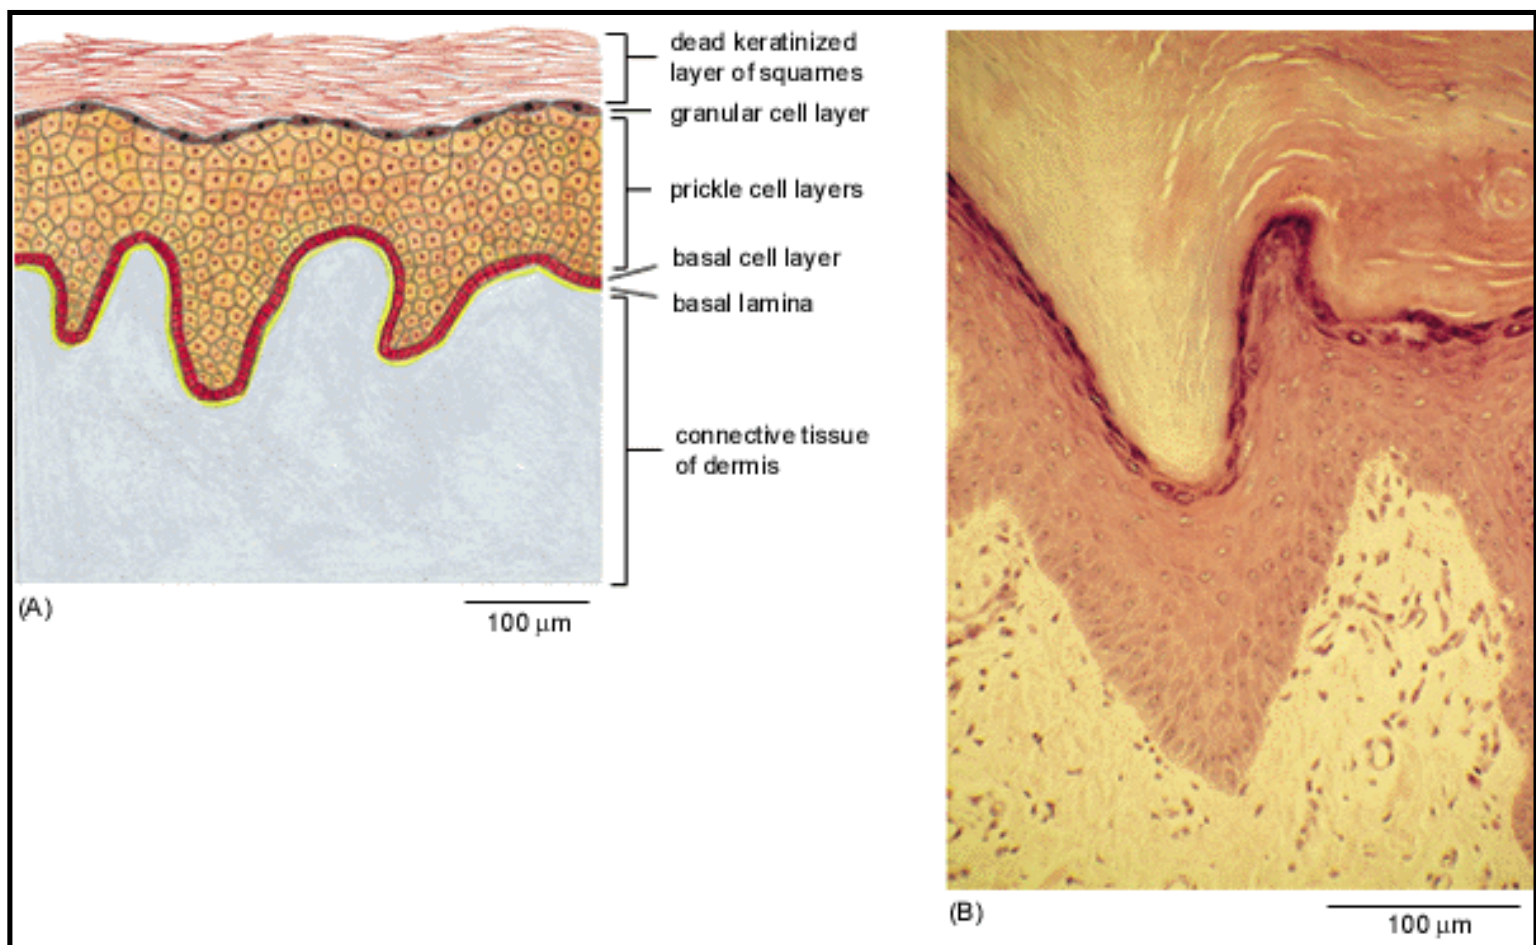 dead keratinized
layer of squames
granular cell layer
prickle cell layers
basal cell layer
basal lamina
connective tissue
of dermis
(A)
100 μm
(B)
100 μm